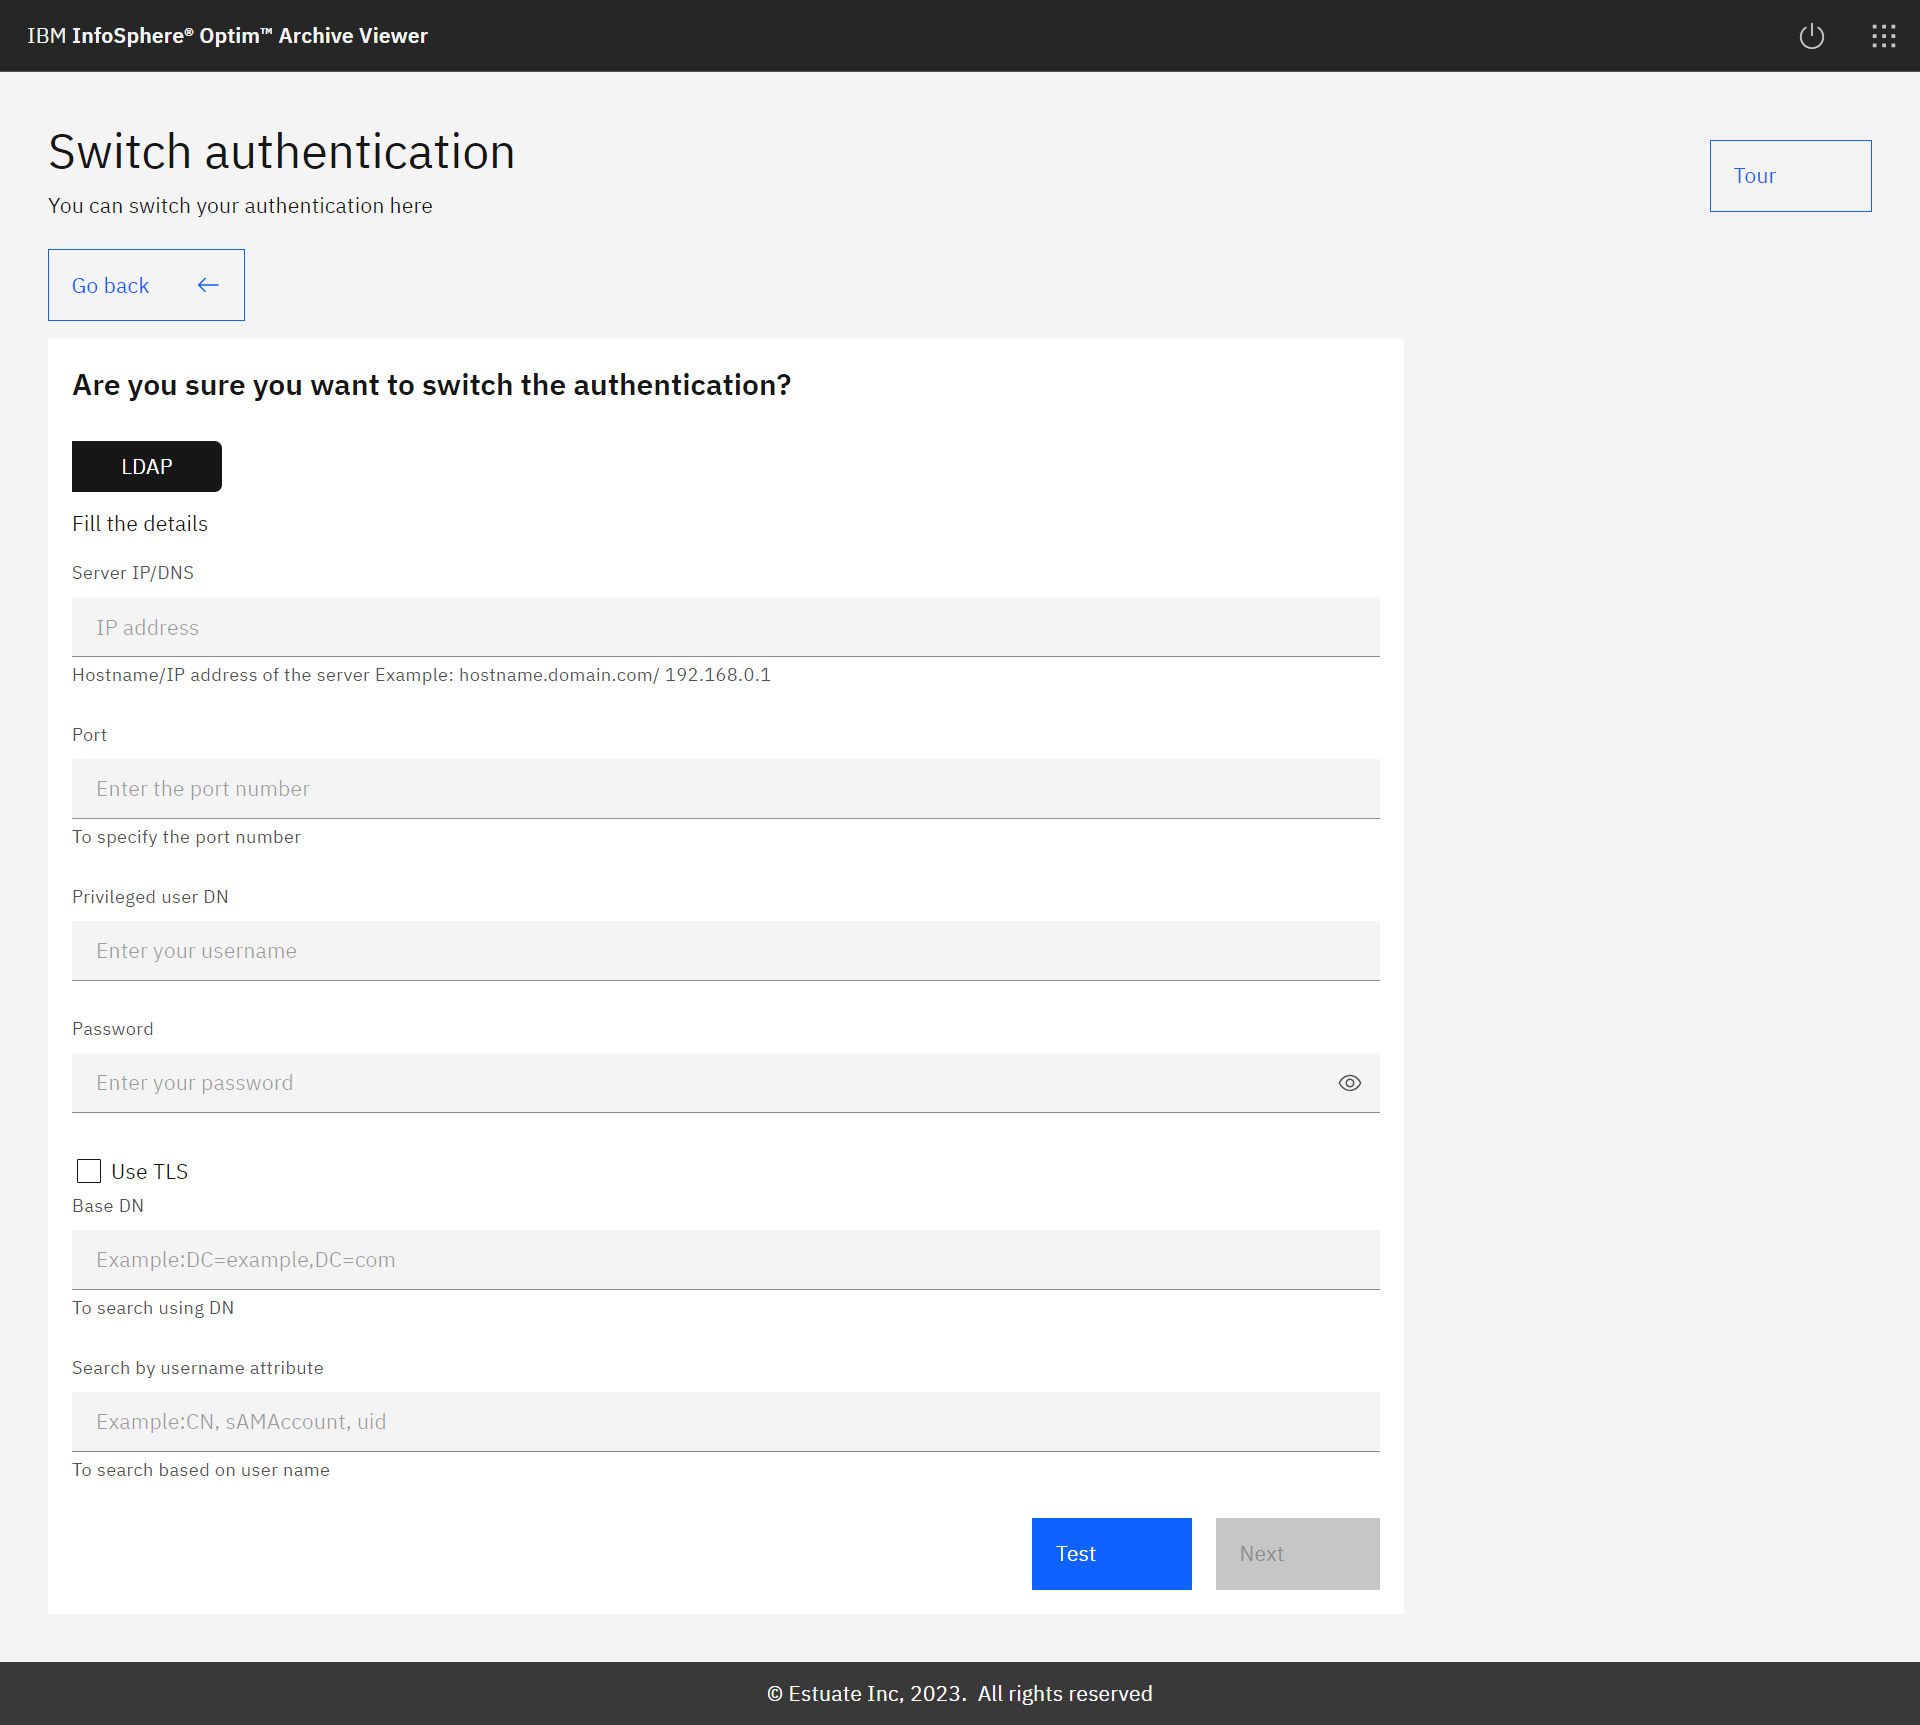 IBM InfoSphere® Optim™ Archive Viewer
Switch authentication
You can switch your authentication here
Tour
Go back
Are you sure you want to switch the authentication?
LDAP
Fill the details
Server IP/DNS
IP address
Hostname/IP address of the server Example: hostname.domain.com/ 192.168.0.1
Port
Enter the port number
To specify the port number
Privileged user DN
Enter your username
Password
Enter your password
Use TLS
Base DN
Example:DC=example,DC=com
To search using DN
Search by username attribute
Example:CN, sAMAccount, uid
To search based on user name
Test
Next
© Estuate Inc, 2023.  All rights reserved